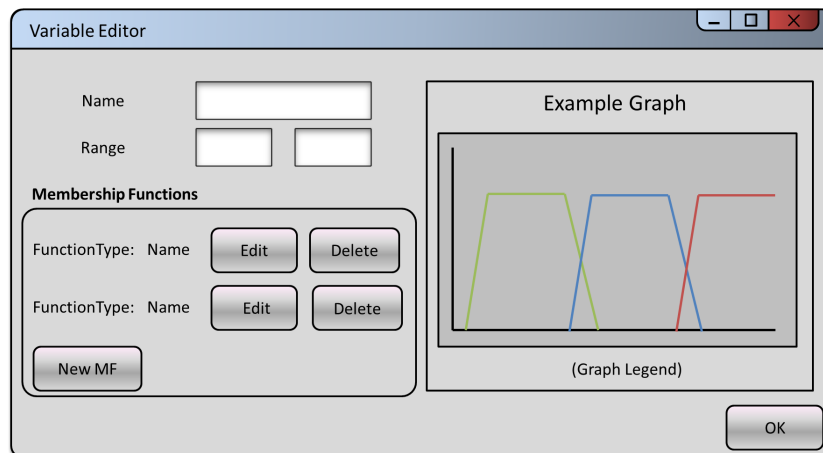 Variable Editor
Name
Range
Membership Functions
FunctionType: Name Edit Delete
FunctionType: Name Edit Delete
New MF
Example Graph
(Graph Legend)
OK